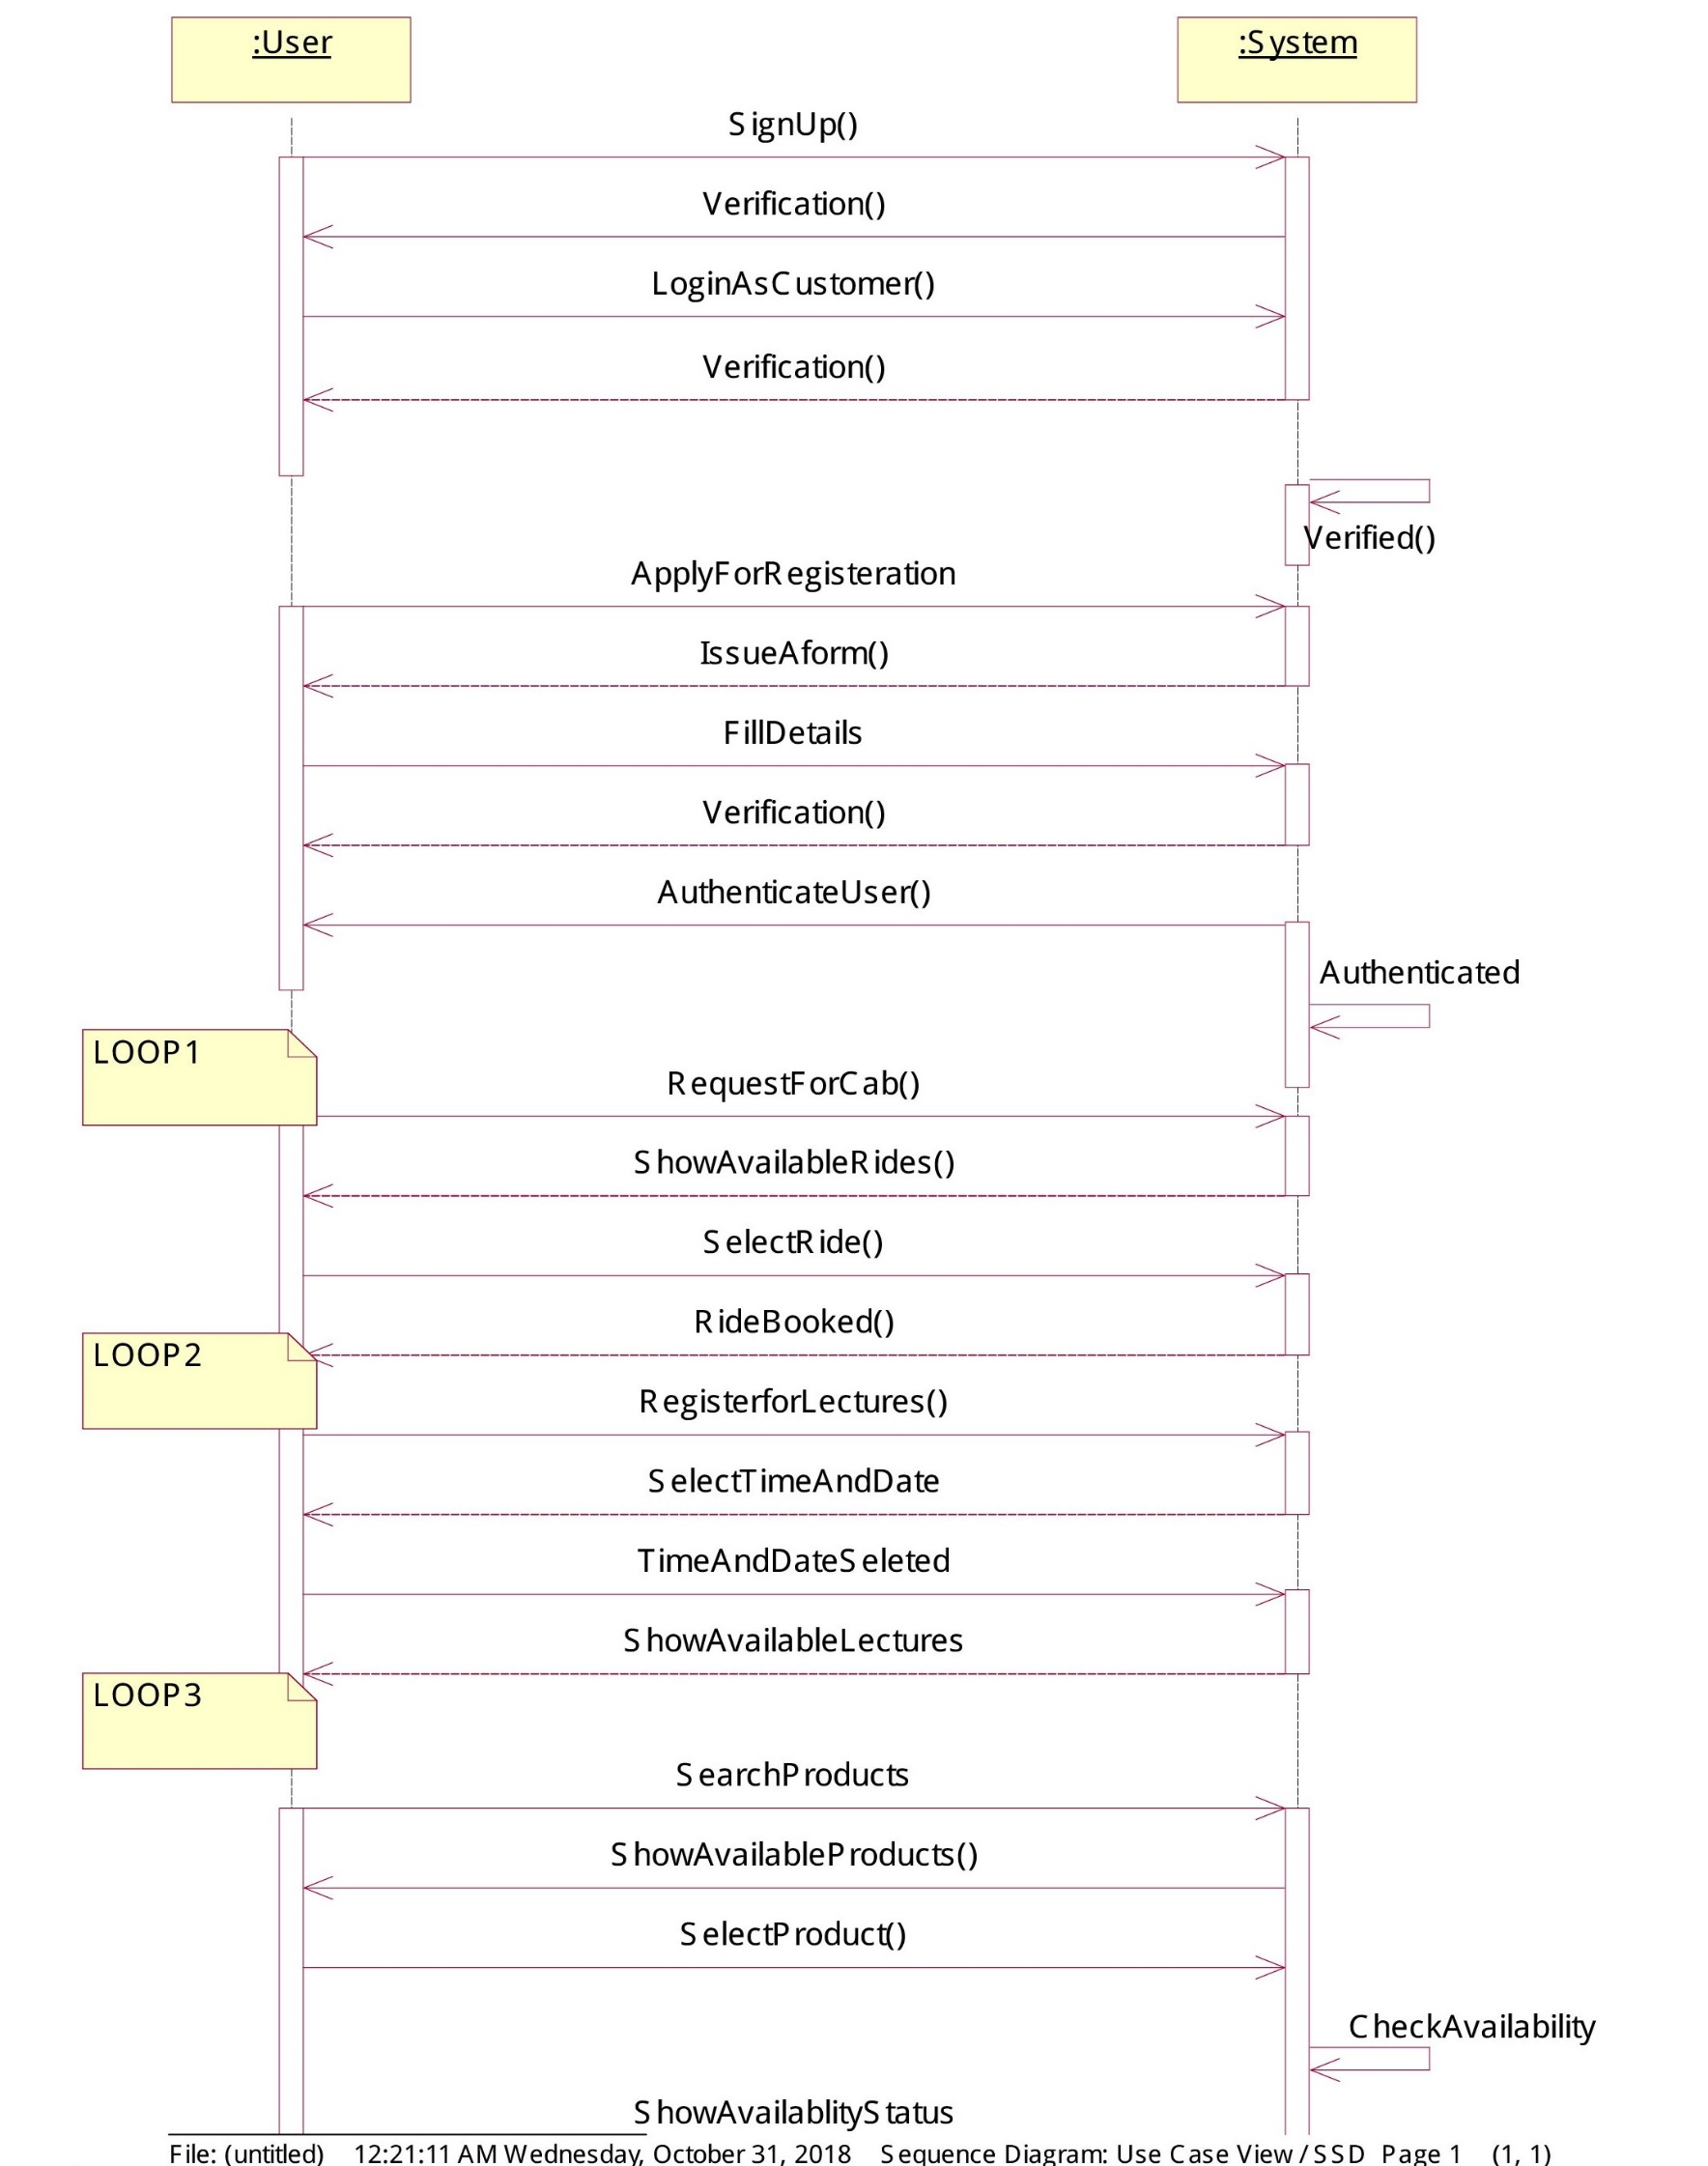 :User
:System
SignUp()
Verification()
LoginAsCustomer()
Verification()
Verified()
ApplyForRegisteration
IssueAform()
FillDetails
Verification()
AuthenticateUser()
Authenticated
LOOP1
RequestForCab()
ShowAvailableRides()
SelectRide()
RideBooked()
LOOP2
RegisterforLectures()
SelectTimeAndDate
TimeAndDateSeleted
ShowAvailableLectures
LOOP3
SearchProducts
ShowAvailableProducts()
SelectProduct()
CheckAvailability
ShowAvailablityStatus
File: (untitled) 12:21:11 AM Wednesday, October 31, 2018 Sequence Diagram: Use Case View / SSD Page 1 (1, 1)